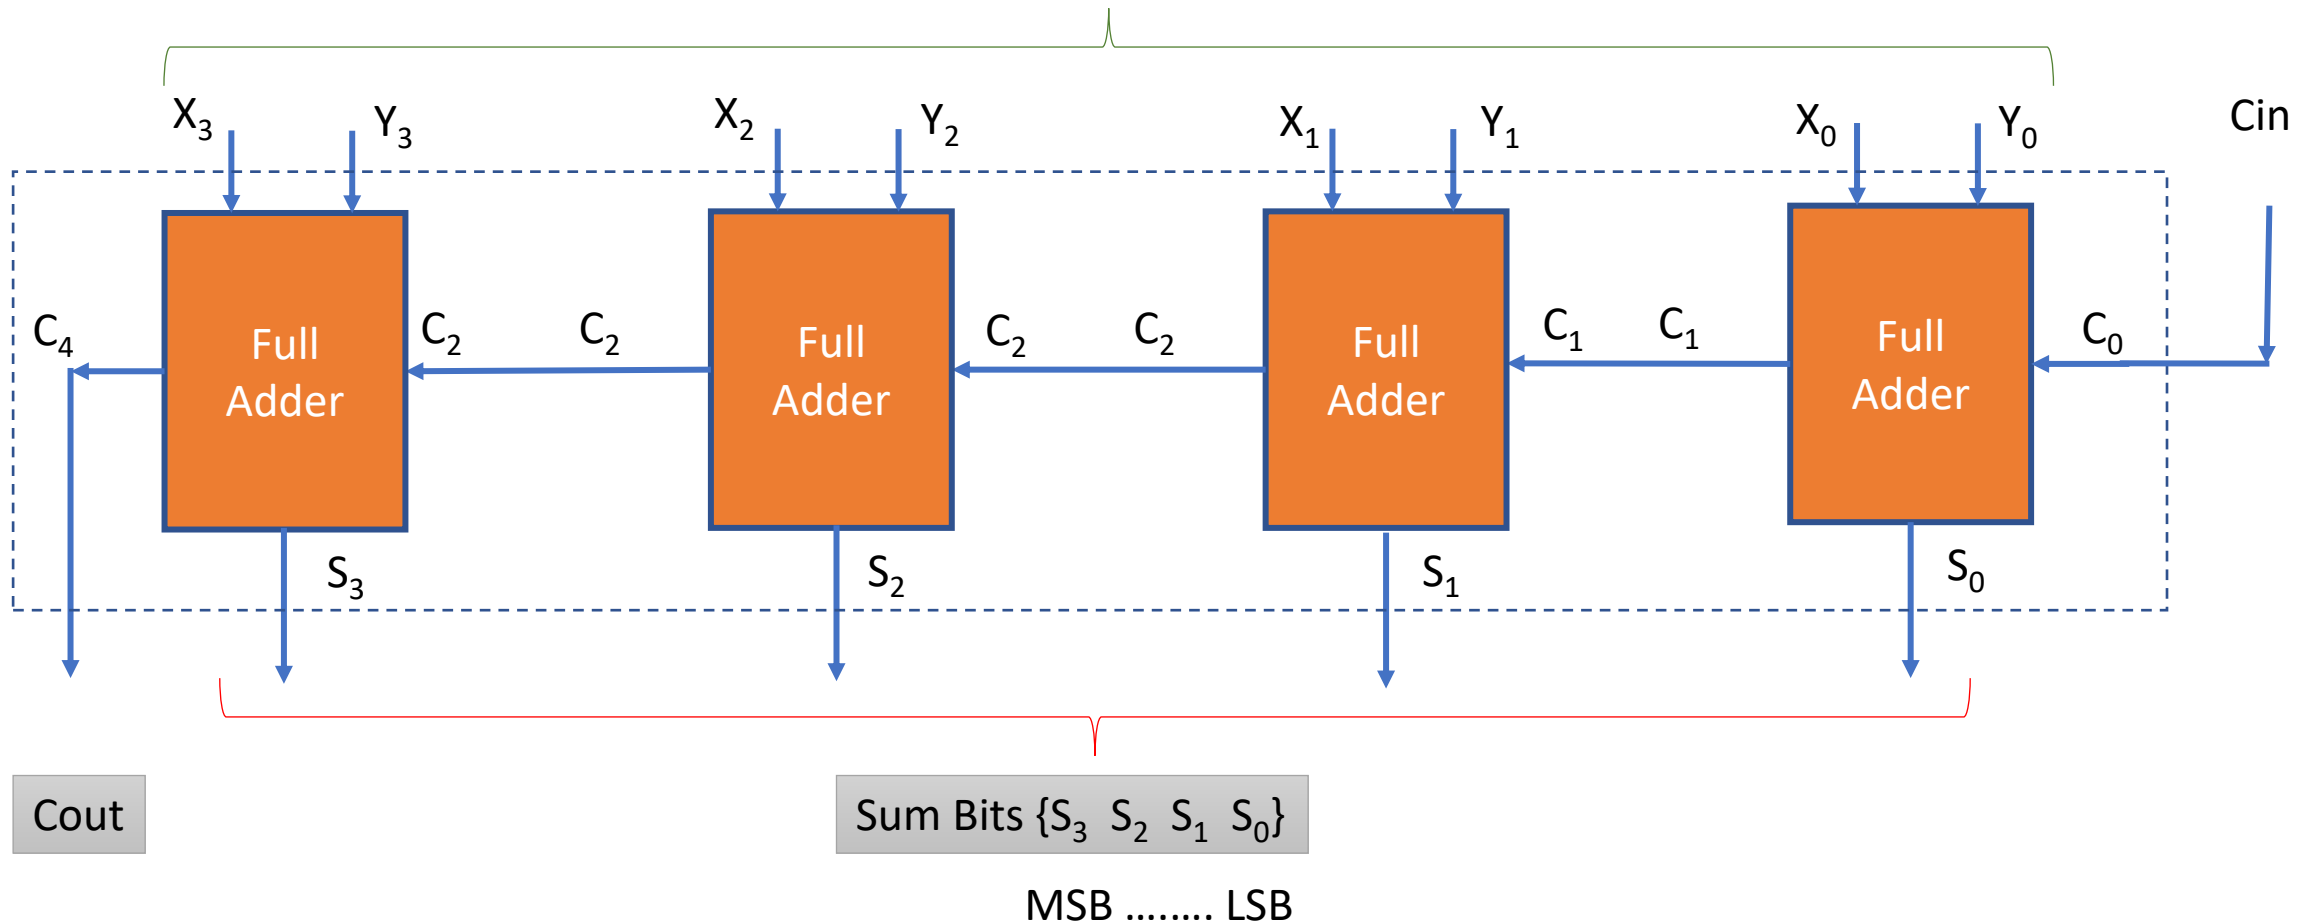 X3 Y3 X2 Y2 X1 Y1 X0 Y0 Cin
C4 C2 C2 C2 C2 C1 C1 C0
Full Adder
Full Adder
Full Adder
Full Adder
S3 S2 S1 S0
Cout
Sum Bits {S3 S2 S1 S0}
MSB ........ LSB